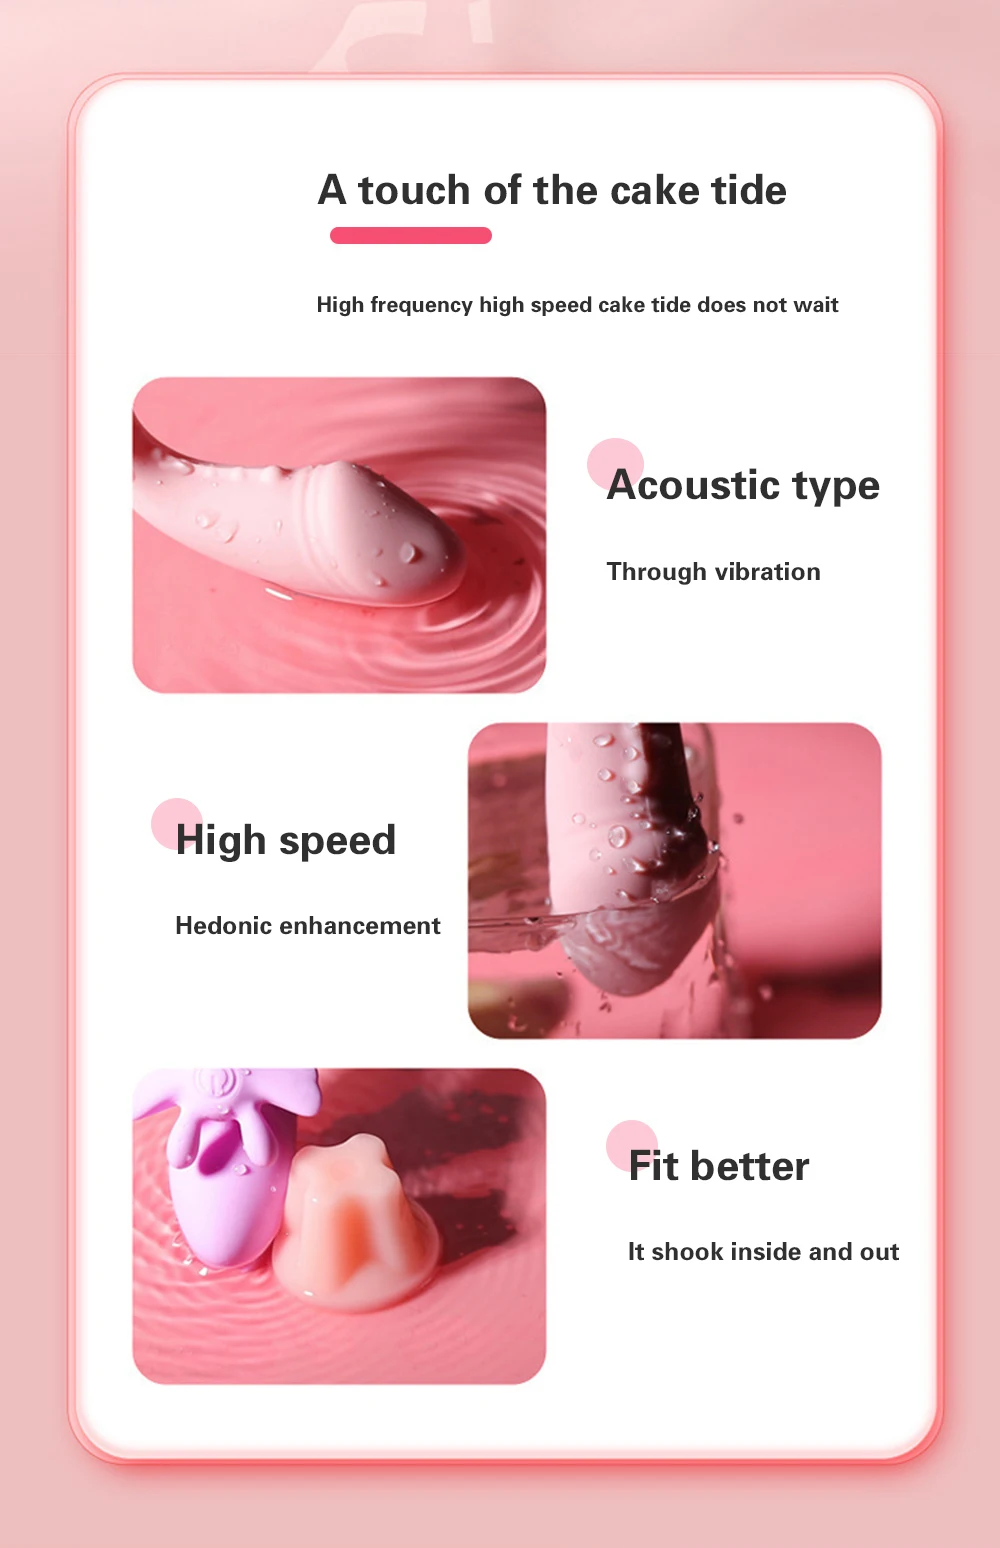 A touch of the cake tide
High frequency high speed cake tide does not wait
Acoustic type
Through vibration
High speed
Hedonic enhancement
Fit better
It shook inside and out